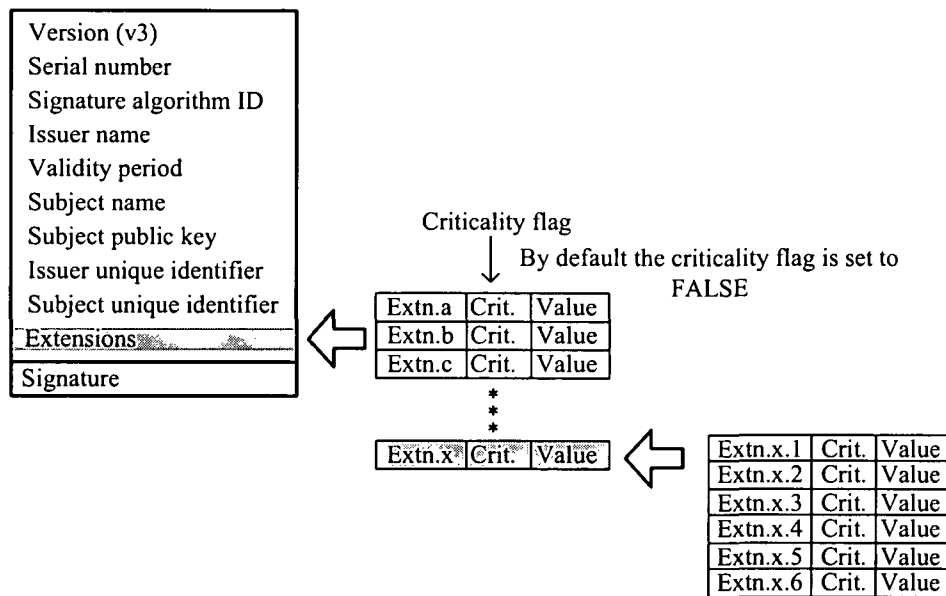 Version (v3)
Serial number
Signature algorithm ID
Issuer name
Validity period
Subject name
Subject public key
Issuer unique identifier
Subject unique identifier
Extensions
Signature
Criticality flag
By default the criticality flag is set to
FALSE
Extn.a Crit. Value
Extn.b Crit. Value
Extn.c Crit. Value
*
*
*
Extn.x Crit. Value
Extn.x.1 Crit. Value
Extn.x.2 Crit. Value
Extn.x.3 Crit. Value
Extn.x.4 Crit. Value
Extn.x.5 Crit. Value
Extn.x.6 Crit. Value